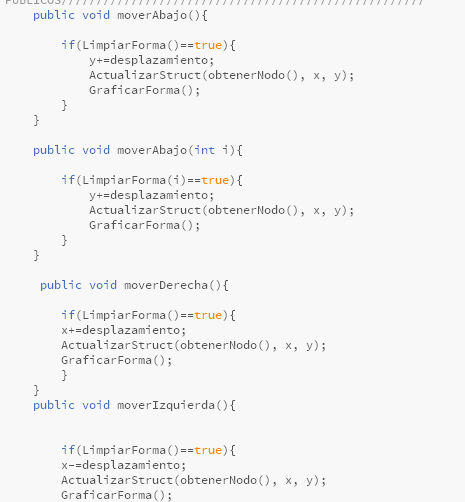 PUBLICOS////////////////////////////////////////////////////
public void moverAbajo(){
if(LimpiarForma()==true){
y+=desplazamiento;
ActualizarStruct(obtenerNodo(), x, y);
GraficarForma();
}
}
public void moverAbajo(int i){
if(LimpiarForma(i)==true){
y+=desplazamiento;
ActualizarStruct(obtenerNodo(), x, y);
GraficarForma();
}
}
public void moverDerecha(){
if(LimpiarForma()==true){
x+=desplazamiento;
ActualizarStruct(obtenerNodo(), x, y);
GraficarForma();
}
}
public void moverIzquierda(){
if(LimpiarForma()==true){
x-=desplazamiento;
ActualizarStruct(obtenerNodo(), x, y);
GraficarForma();